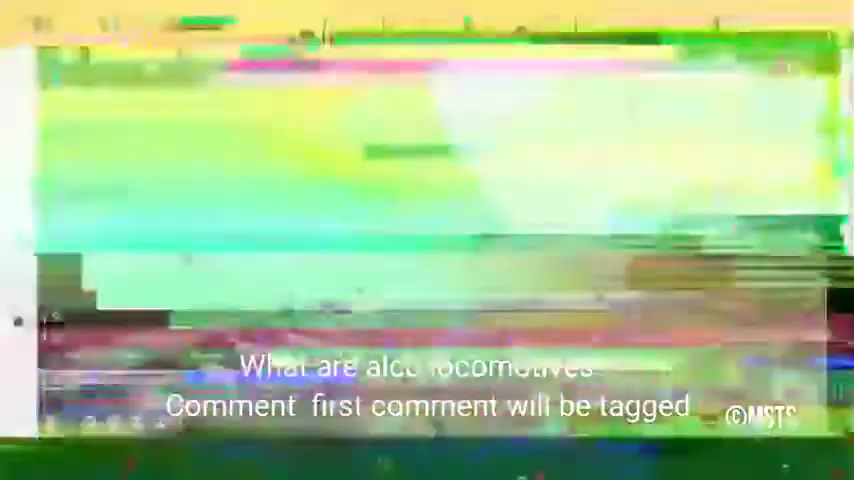 What are alco locomotives
Comment first comment will be tagged
©MSTS